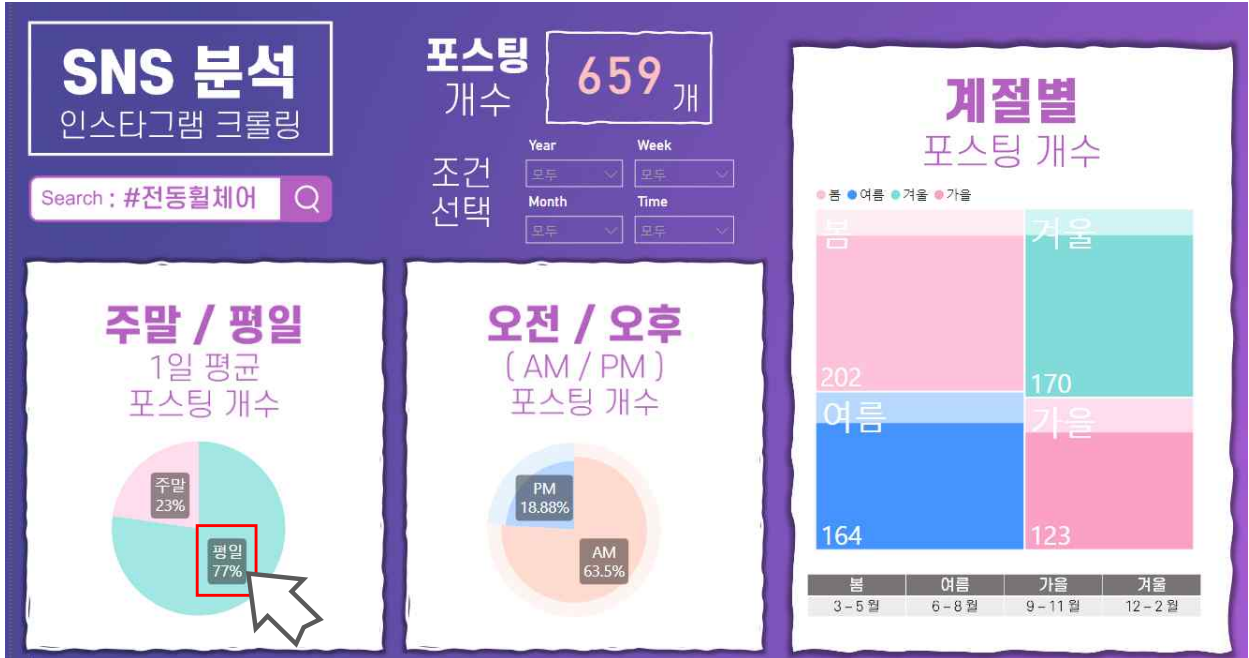 SNS 분석
인스타그램 크롤링
Search : #전동휠체어
포스팅
개수
659 개
조건
선택
Year
모두
Week
모두
Month
모두
Time
모두
주말 / 평일
1일 평균
포스팅 개수
주말
23%
평일
77%
오전 / 오후
( AM / PM )
포스팅 개수
PM
18.88%
AM
63.5%
계절별
포스팅 개수
봄 여름 겨울 가을
봄
202
겨울
170
여름
164
가을
123
봄 여름 가을 겨울
3 – 5 월 6 – 8 월 9 – 11 월 12 – 2 월